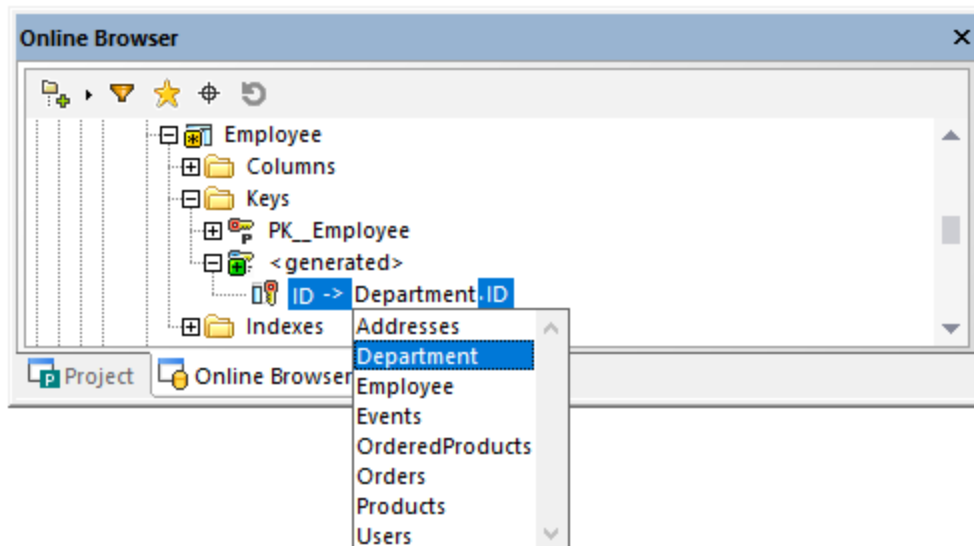 Online Browser
Employee
Columns
Keys
PK__Employee
<generated>
ID -> Department.ID
Indexes
Addresses
Department
Employee
Events
OrderedProducts
Orders
Products
Users
Project
Online Browser